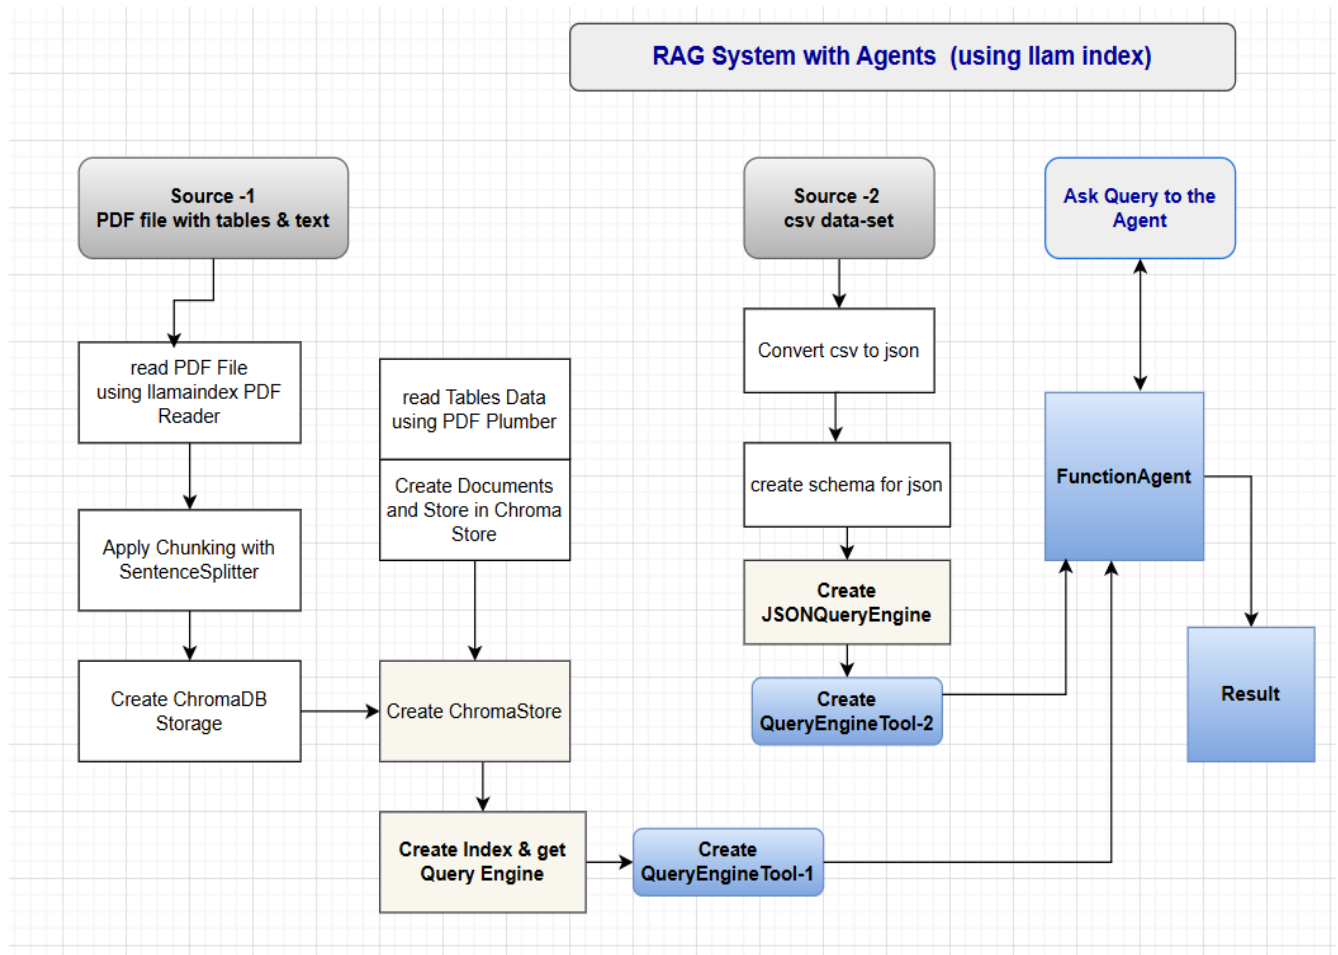 RAG System with Agents  (using llam index)
Source -1
PDF file with tables & text
Source -2
csv data-set
Ask Query to the
Agent
read PDF File
using llamaindex PDF
Reader
read Tables Data
using PDF Plumber
Convert csv to json
Create Documents
and Store in Chroma
Store
create schema for json
FunctionAgent
Apply Chunking with
SentenceSplitter
Create
JSONQueryEngine
Create ChromaDB
Storage
Create ChromaStore
Create
QueryEngineTool-2
Result
Create Index & get
Query Engine
Create
QueryEngineTool-1